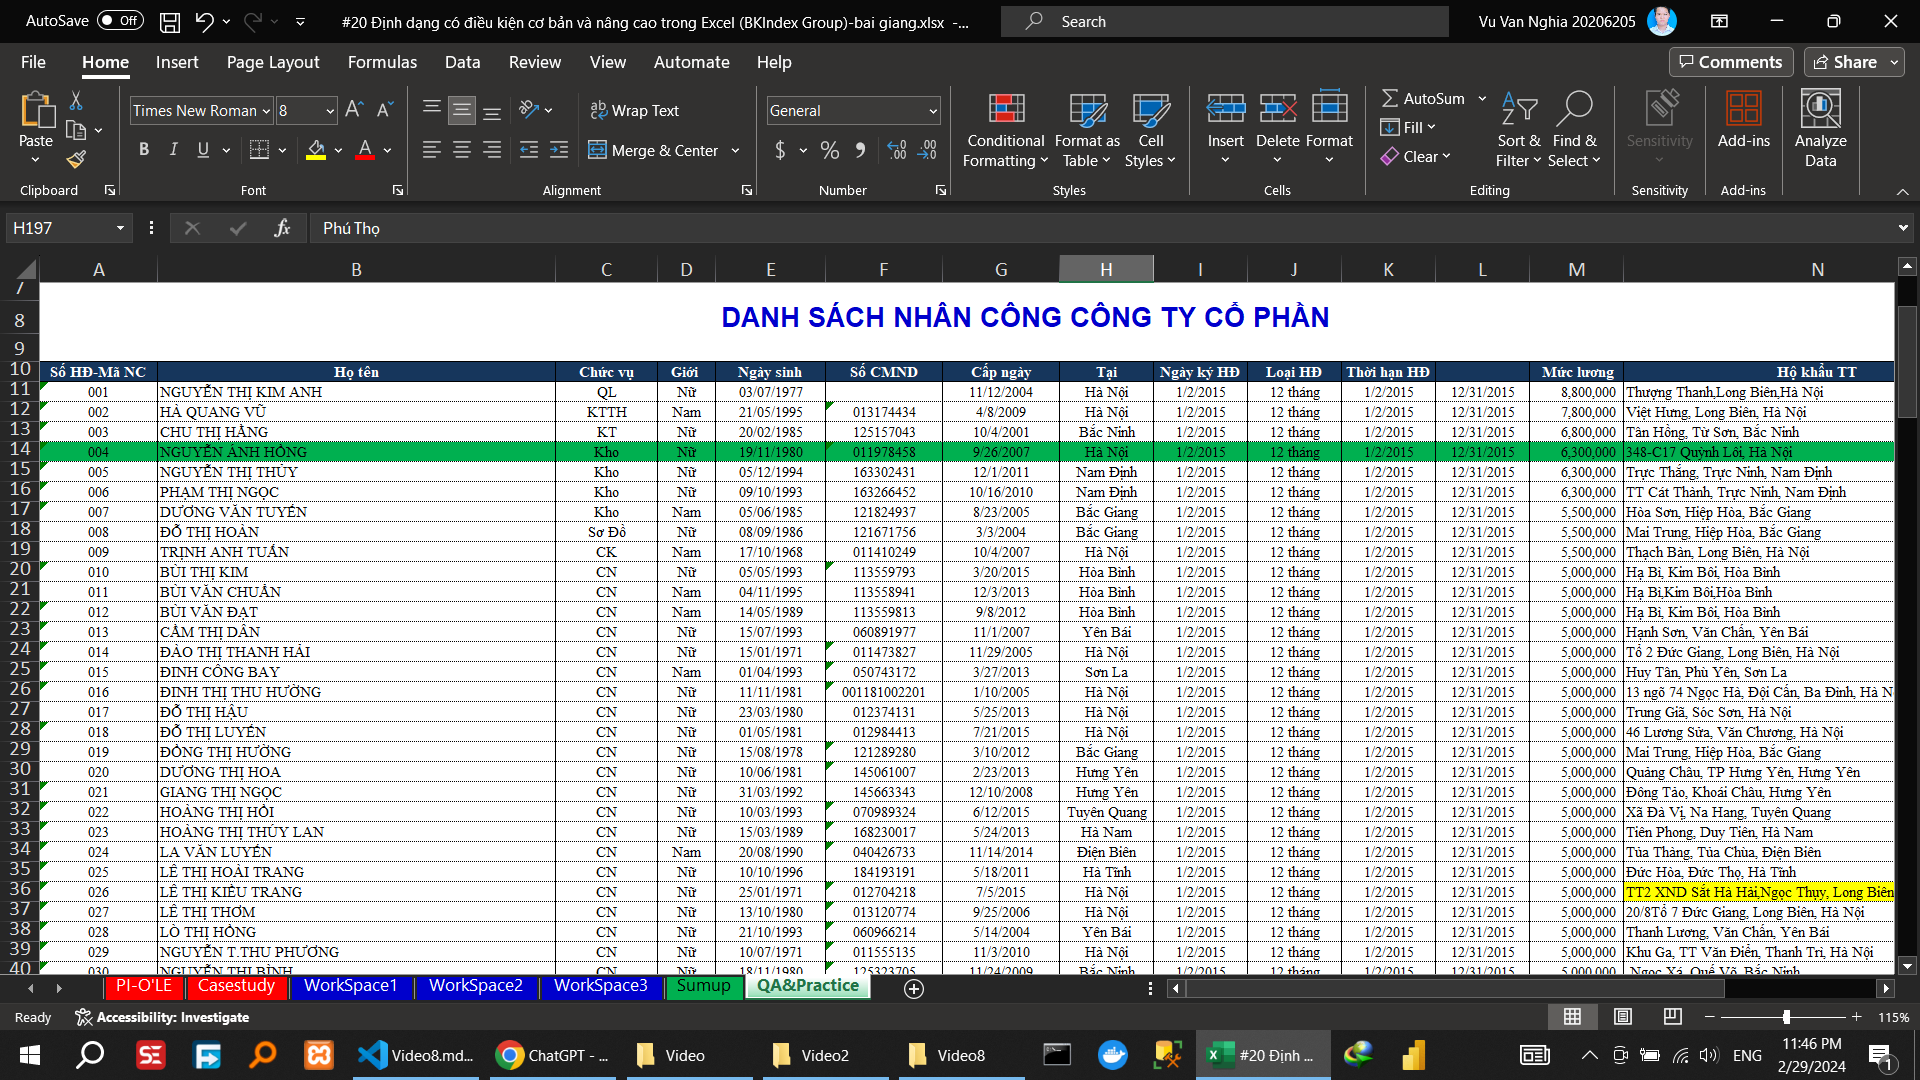 AutoSave Off #20 Định dạng có điều kiện cơ bản và nâng cao trong Excel (BKIndex Group)-bai giang.xlsx -... Search Vu Van Nghia 20206205
File Home Insert Page Layout Formulas Data Review View Automate Help Comments Share
Times New Roman 8 Wrap Text General AutoSum
Paste Conditional Formatting Format as Table Cell Styles Insert Delete Format Fill Sort & Filter Find & Select Sensitivity Add-ins Analyze Data
B I U Merge & Center $ % Clear
Clipboard Font Alignment Number Styles Cells Editing Sensitivity Add-ins
H197 fx Phú Thọ
A B C D E F G H I J K L M N
7
8 DANH SÁCH NHÂN CÔNG CÔNG TY CỔ PHẦN
9
10 Số HĐ-Mã NC Họ tên Chức vụ Giới Ngày sinh Số CMND Cấp ngày Tại Ngày ký HĐ Loại HĐ Thời hạn HĐ Mức lương Hộ khẩu TT
11 001 NGUYỄN THỊ KIM ANH QL Nữ 03/07/1977 11/12/2004 Hà Nội 1/2/2015 12 tháng 1/2/2015 12/31/2015 8,800,000 Thượng Thanh,Long Biên,Hà Nội
12 002 HÀ QUANG VŨ KTTH Nam 21/05/1995 013174434 4/8/2009 Hà Nội 1/2/2015 12 tháng 1/2/2015 12/31/2015 7,800,000 Việt Hưng, Long Biên, Hà Nội
13 003 CHU THỊ HẰNG KT Nữ 20/02/1985 125157043 10/4/2001 Bắc Ninh 1/2/2015 12 tháng 1/2/2015 12/31/2015 6,800,000 Tân Hồng, Từ Sơn, Bắc Ninh
14 004 NGUYỄN ÁNH HỒNG Kho Nữ 19/11/1980 011978458 9/26/2007 Hà Nội 1/2/2015 12 tháng 1/2/2015 12/31/2015 6,300,000 348-C17 Quỳnh Lôi, Hà Nội
15 005 NGUYỄN THỊ THỦY Kho Nữ 05/12/1994 163302431 12/1/2011 Nam Định 1/2/2015 12 tháng 1/2/2015 12/31/2015 6,300,000 Trực Thắng, Trực Ninh, Nam Định
16 006 PHẠM THỊ NGỌC Kho Nữ 09/10/1993 163266452 10/16/2010 Nam Định 1/2/2015 12 tháng 1/2/2015 12/31/2015 6,300,000 TT Cát Thành, Trực Ninh, Nam Định
17 007 DƯƠNG VĂN TUYẾN Kho Nam 05/06/1985 121824937 8/23/2005 Bắc Giang 1/2/2015 12 tháng 1/2/2015 12/31/2015 5,500,000 Hòa Sơn, Hiệp Hòa, Bắc Giang
18 008 ĐỖ THỊ HOÀN Sơ Đồ Nữ 08/09/1986 121671756 3/3/2004 Bắc Giang 1/2/2015 12 tháng 1/2/2015 12/31/2015 5,500,000 Mai Trung, Hiệp Hòa, Bắc Giang
19 009 TRỊNH ANH TUẤN CK Nam 17/10/1968 011410249 10/4/2007 Hà Nội 1/2/2015 12 tháng 1/2/2015 12/31/2015 5,500,000 Thạch Bàn, Long Biên, Hà Nội
20 010 BÙI THỊ KIM CN Nữ 05/05/1993 113559793 3/20/2015 Hòa Bình 1/2/2015 12 tháng 1/2/2015 12/31/2015 5,000,000 Hạ Bì, Kim Bôi, Hòa Bình
21 011 BÙI VĂN CHUẨN CN Nam 04/11/1995 113558941 12/3/2013 Hòa Bình 1/2/2015 12 tháng 1/2/2015 12/31/2015 5,000,000 Hạ Bì,Kim Bôi,Hòa Bình
22 012 BÙI VĂN ĐẠT CN Nam 14/05/1989 113559813 9/8/2012 Hòa Bình 1/2/2015 12 tháng 1/2/2015 12/31/2015 5,000,000 Hạ Bì, Kim Bôi, Hòa Bình
23 013 CẦM THỊ DÂN CN Nữ 15/07/1993 060891977 11/1/2007 Yên Bái 1/2/2015 12 tháng 1/2/2015 12/31/2015 5,000,000 Hạnh Sơn, Văn Chấn, Yên Bái
24 014 ĐÀO THỊ THANH HẢI CN Nữ 15/01/1971 011473827 11/29/2005 Hà Nội 1/2/2015 12 tháng 1/2/2015 12/31/2015 5,000,000 Tổ 2 Đức Giang, Long Biên, Hà Nội
25 015 ĐINH CÔNG BAY CN Nam 01/04/1993 050743172 3/27/2013 Sơn La 1/2/2015 12 tháng 1/2/2015 12/31/2015 5,000,000 Huy Tân, Phù Yên, Sơn La
26 016 ĐINH THỊ THU HƯỜNG CN Nữ 11/11/1981 001181002201 1/10/2005 Hà Nội 1/2/2015 12 tháng 1/2/2015 12/31/2015 5,000,000 13 ngõ 74 Ngọc Hà, Đội Cấn, Ba Đình, Hà N
27 017 ĐỖ THỊ HẬU CN Nữ 23/03/1980 012374131 5/25/2013 Hà Nội 1/2/2015 12 tháng 1/2/2015 12/31/2015 5,000,000 Trung Giã, Sóc Sơn, Hà Nội
28 018 ĐỖ THỊ LUYẾN CN Nữ 01/05/1981 012984413 7/21/2015 Hà Nội 1/2/2015 12 tháng 1/2/2015 12/31/2015 5,000,000 46 Lương Sửa, Văn Chương, Hà Nội
29 019 ĐỒNG THỊ HƯỜNG CN Nữ 15/08/1978 121289280 3/10/2012 Bắc Giang 1/2/2015 12 tháng 1/2/2015 12/31/2015 5,000,000 Mai Trung, Hiệp Hòa, Bắc Giang
30 020 DƯƠNG THỊ HOA CN Nữ 10/06/1981 145061007 2/23/2013 Hưng Yên 1/2/2015 12 tháng 1/2/2015 12/31/2015 5,000,000 Quảng Châu, TP Hưng Yên, Hưng Yên
31 021 GIANG THỊ NGỌC CN Nữ 31/03/1992 145663343 12/10/2008 Hưng Yên 1/2/2015 12 tháng 1/2/2015 12/31/2015 5,000,000 Đông Tảo, Khoái Châu, Hưng Yên
32 022 HOÀNG THỊ HỒI CN Nữ 10/03/1993 070989324 6/12/2015 Tuyên Quang 1/2/2015 12 tháng 1/2/2015 12/31/2015 5,000,000 Xã Đà Vị, Na Hang, Tuyên Quang
33 023 HOÀNG THỊ THÚY LAN CN Nữ 15/03/1989 168230017 5/24/2013 Hà Nam 1/2/2015 12 tháng 1/2/2015 12/31/2015 5,000,000 Tiên Phong, Duy Tiên, Hà Nam
34 024 LA VĂN LUYẾN CN Nam 20/08/1990 040426733 11/14/2014 Điện Biên 1/2/2015 12 tháng 1/2/2015 12/31/2015 5,000,000 Tủa Thàng, Tủa Chùa, Điện Biên
35 025 LÊ THỊ HOÀI TRANG CN Nữ 10/10/1996 184193191 5/18/2011 Hà Tĩnh 1/2/2015 12 tháng 1/2/2015 12/31/2015 5,000,000 Đức Hòa, Đức Thọ, Hà Tĩnh
36 026 LÊ THỊ KIỀU TRANG CN Nữ 25/01/1971 012704218 7/5/2015 Hà Nội 1/2/2015 12 tháng 1/2/2015 12/31/2015 5,000,000 TT2 XND Sắt Hà Hải,Ngọc Thụy, Long Biên
37 027 LÊ THỊ THƠM CN Nữ 13/10/1980 013120774 9/25/2006 Hà Nội 1/2/2015 12 tháng 1/2/2015 12/31/2015 5,000,000 20/8Tổ 7 Đức Giang, Long Biên, Hà Nội
38 028 LÒ THỊ HỒNG CN Nữ 21/10/1993 060966214 5/14/2004 Yên Bái 1/2/2015 12 tháng 1/2/2015 12/31/2015 5,000,000 Thanh Lương, Văn Chấn, Yên Bái
39 029 NGUYỄN T.THU PHƯƠNG CN Nữ 10/07/1971 011555135 11/3/2010 Hà Nội 1/2/2015 12 tháng 1/2/2015 12/31/2015 5,000,000 Khu Ga, TT Văn Điển, Thanh Trì, Hà Nội
40 030 NGUYỄN THỊ BÌNH CN Nữ 18/11/1980 125323705 11/24/2009 Bắc Ninh 1/2/2015 12 tháng 1/2/2015 12/31/2015 5,000,000 Ngọc Xá, Quế Võ, Bắc Ninh
PI-O'LE Casestudy WorkSpace1 WorkSpace2 WorkSpace3 Sumup QA&Practice
Ready Accessibility: Investigate 115%
Video8.md... ChatGPT - ... Video Video2 Video8 #20 Định ... ENG 11:46 PM
2/29/2024 1